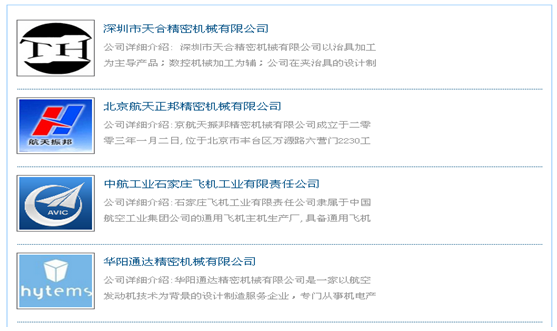 TH
深圳市天合精密机械有限公司
公司详细介绍: 深圳市天合精密机械有限公司以治具加工
为主导产品；数控机械加工为辅；公司在夹治具的设计制
航天振邦
北京航天正邦精密机械有限公司
公司详细介绍:京航天振邦精密机械有限公司成立于二零
零三年一月二日,位于北京市丰台区万源路六营门2230工
AVIC
中航工业石家庄飞机工业有限责任公司
公司详细介绍:石家庄飞机工业有限责任公司隶属于中国
航空工业集团公司的通用飞机主机生产厂,具备通用飞机
hytems
华阳通达精密机械有限公司
公司详细介绍:华阳通达精密机械有限公司是一家以航空
发动机技术为背景的设计制造服务企业，专门从事机电产